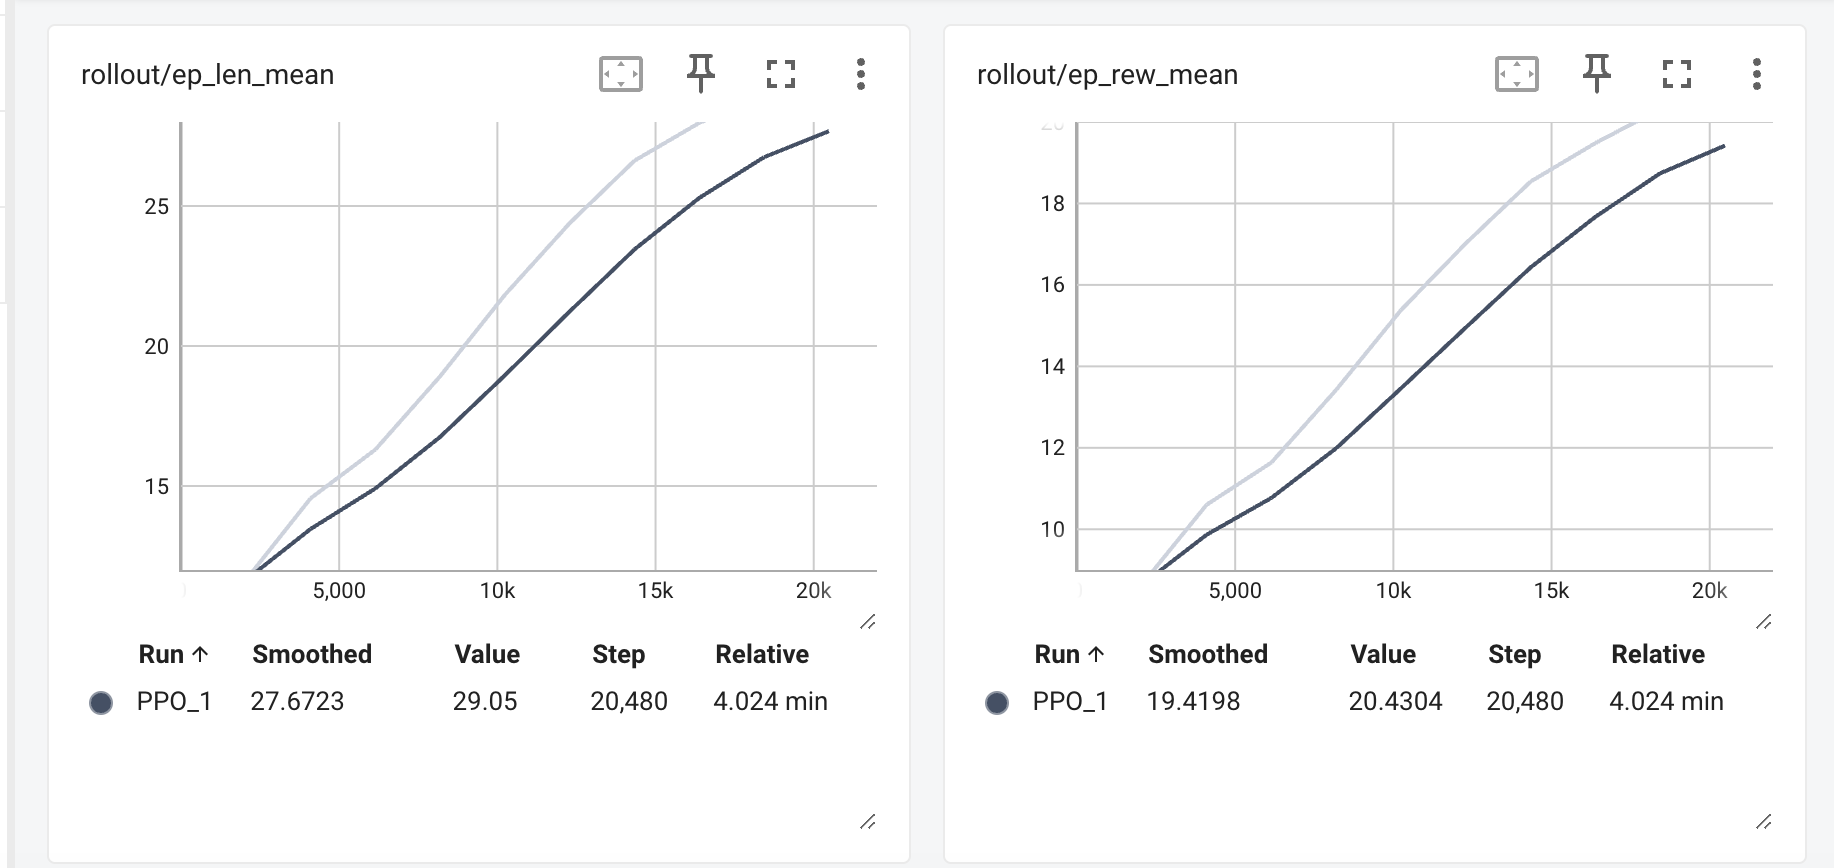 rollout/ep_len_mean
25
20
15
5,000 10k 15k 20k
Run Smoothed Value Step Relative
PPO_1 27.6723 29.05 20,480 4.024 min
rollout/ep_rew_mean
20
18
16
14
12
10
5,000 10k 15k 20k
Run Smoothed Value Step Relative
PPO_1 19.4198 20.4304 20,480 4.024 min